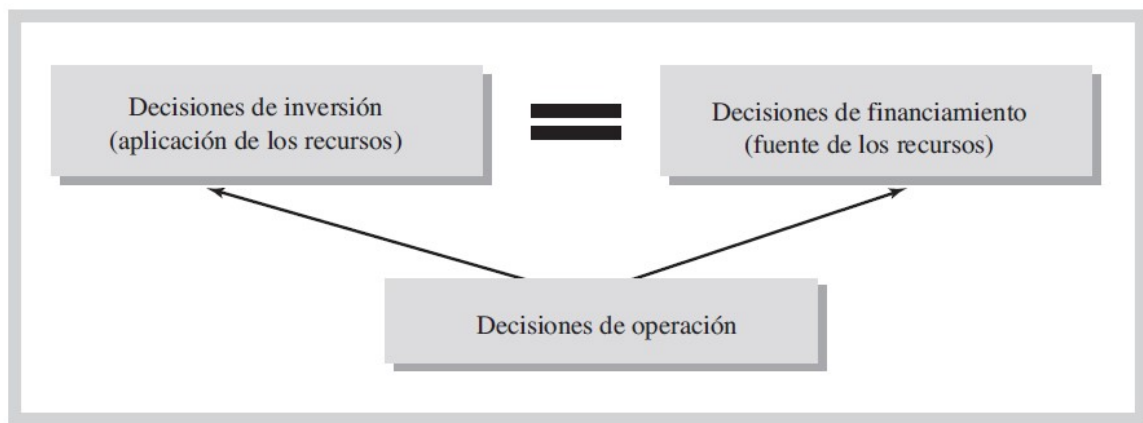 Decisiones de inversión
(aplicación de los recursos)
Decisiones de financiamiento
(fuente de los recursos)
Decisiones de operación